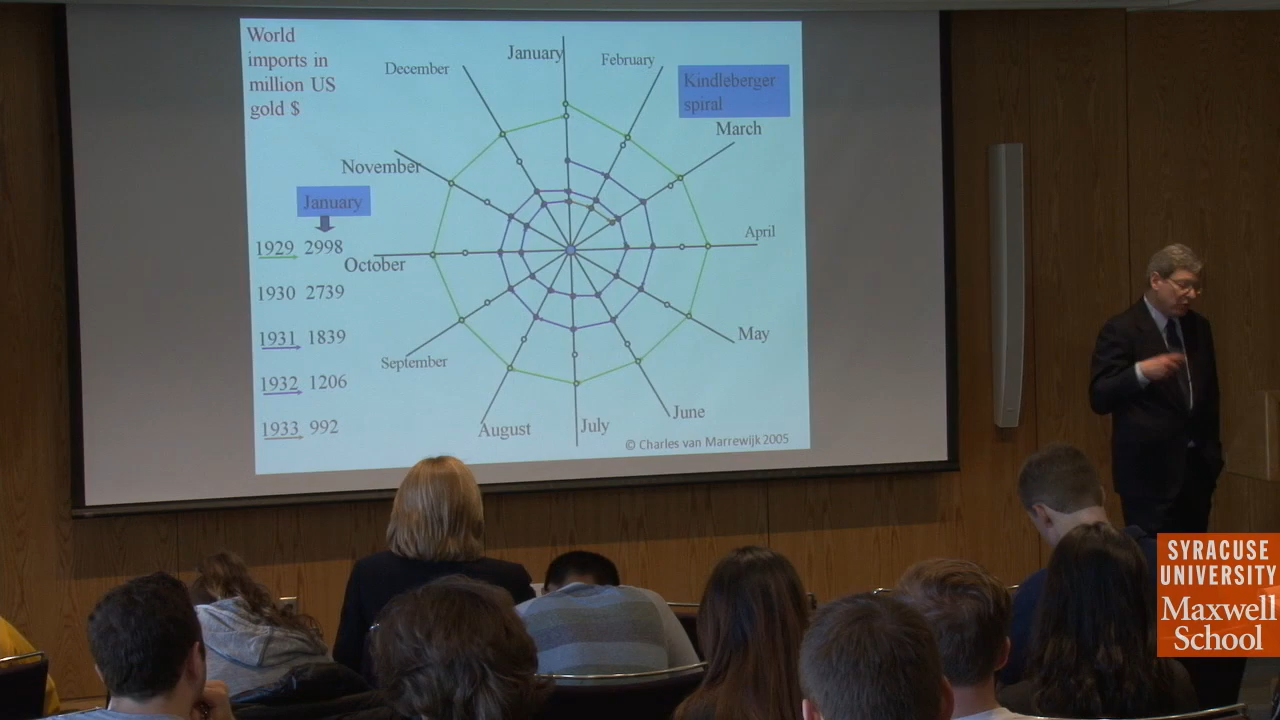 World
imports in
million US
gold $
January
February
December
Kindleberger
spiral
March
November
January
April
1929 2998
October
1930 2739
1931 1839
May
September
1932 1206
June
August
July
1933 992
© Charles van Marrewijk 2005
SYRACUSE
UNIVERSITY
Maxwell
School